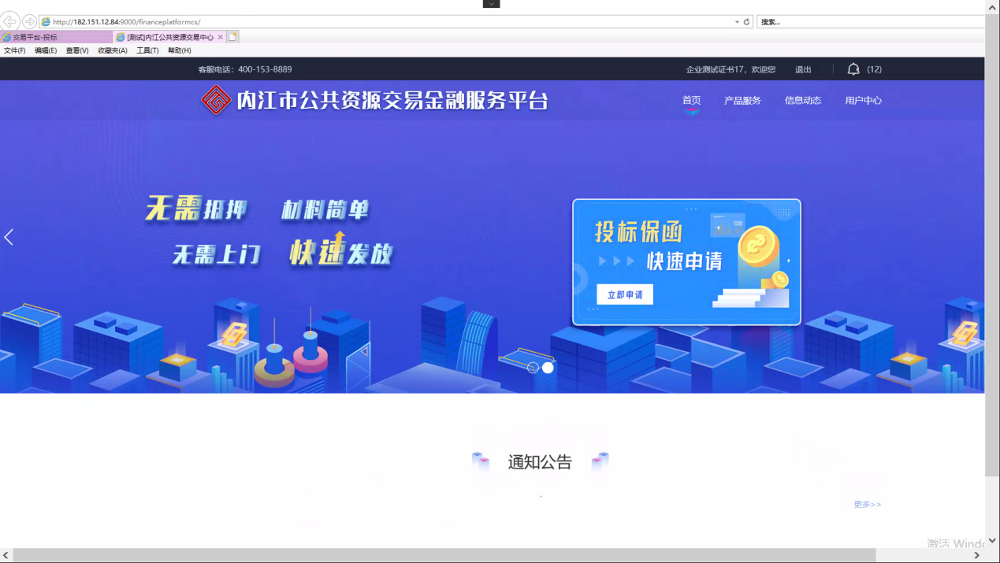 http://182.151.12.84:9000/financeplatformcs/
搜索...
交易平台-投标
[测试]内江公共资源交易中心
文件(F) 编辑(E) 查看(V) 收藏夹(A) 工具(T) 帮助(H)
客服电话：400-153-8889
企业测试证书17，欢迎您 退出 (12)
内江市公共资源交易金融服务平台
首页 产品服务 信息动态 用户中心
无需抵押 材料简单
无需上门 快速发放
投标保函
快速申请
立即申请
通知公告
更多>>
激活 Windo